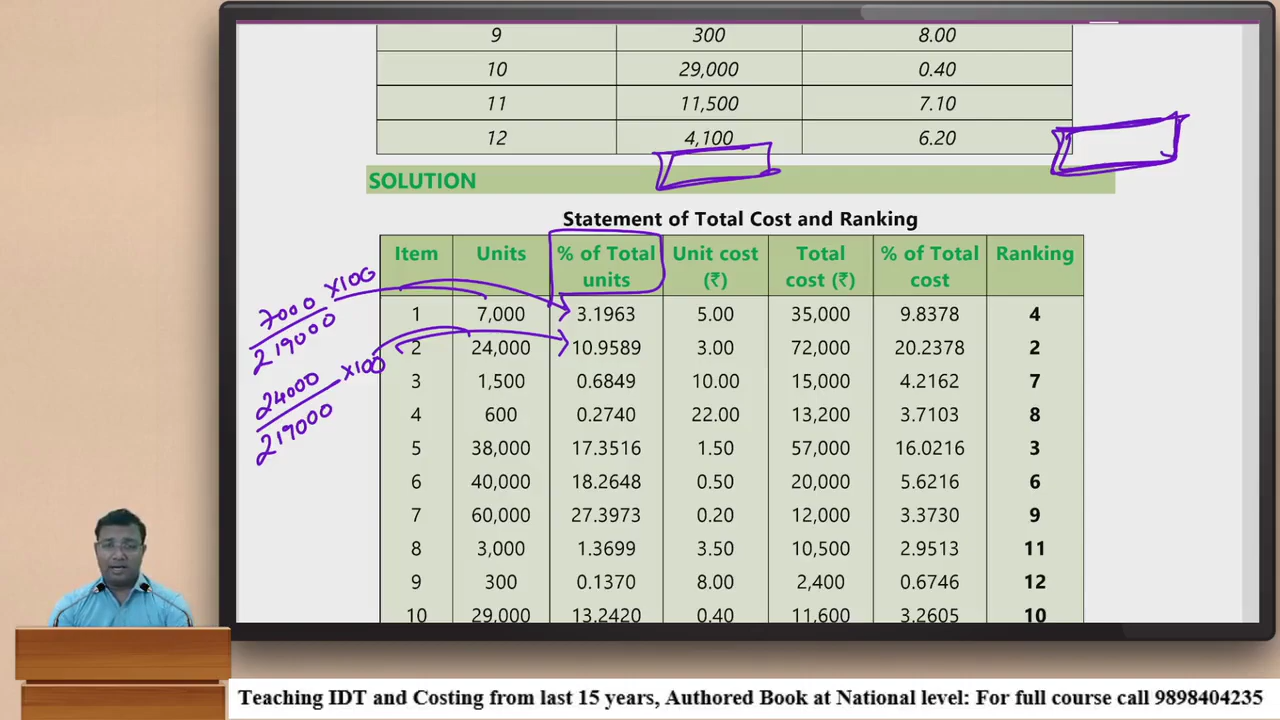 9 300 8.00
10 29,000 0.40
11 11,500 7.10
12 4,100 6.20
SOLUTION
Statement of Total Cost and Ranking
Item Units % of Total units Unit cost (₹) Total cost (₹) % of Total cost Ranking
1 7,000 3.1963 5.00 35,000 9.8378 4
2 24,000 10.9589 3.00 72,000 20.2378 2
3 1,500 0.6849 10.00 15,000 4.2162 7
4 600 0.2740 22.00 13,200 3.7103 8
5 38,000 17.3516 1.50 57,000 16.0216 3
6 40,000 18.2648 0.50 20,000 5.6216 6
7 60,000 27.3973 0.20 12,000 3.3730 9
8 3,000 1.3699 3.50 10,500 2.9513 11
9 300 0.1370 8.00 2,400 0.6746 12
10 29,000 13.2420 0.40 11,600 3.2605 10
7000 ×100
219000
24000 ×100
219000
Teaching IDT and Costing from last 15 years, Authored Book at National level: For full course call 9898404235